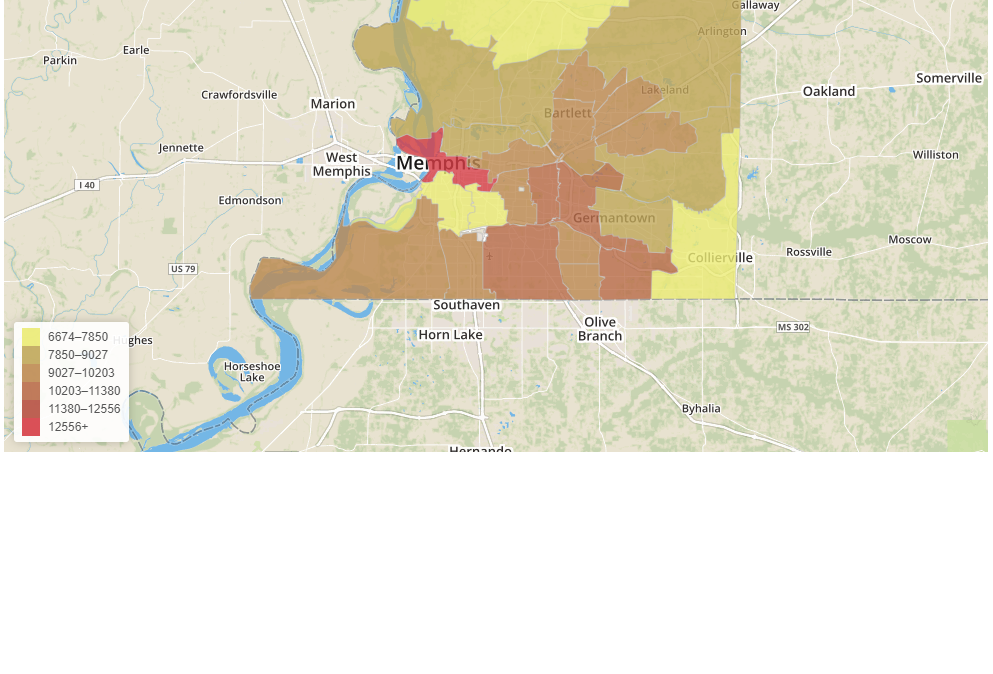 Gallaway
Arlington
Earle
Parkin
Somerville
Lakeland
Oakland
Crawfordsville
Marion
Bartlett
Jennette
Williston
West
Memphis
Memphis
I 40
Edmondson
Germantown
Moscow
Rossville
Collierville
US 79
Southaven
Olive
Branch
MS 302
Horn Lake
Hughes
Horseshoe
Lake
Byhalia
Hernando
6674–7850
7850–9027
9027–10203
10203–11380
11380–12556
12556+